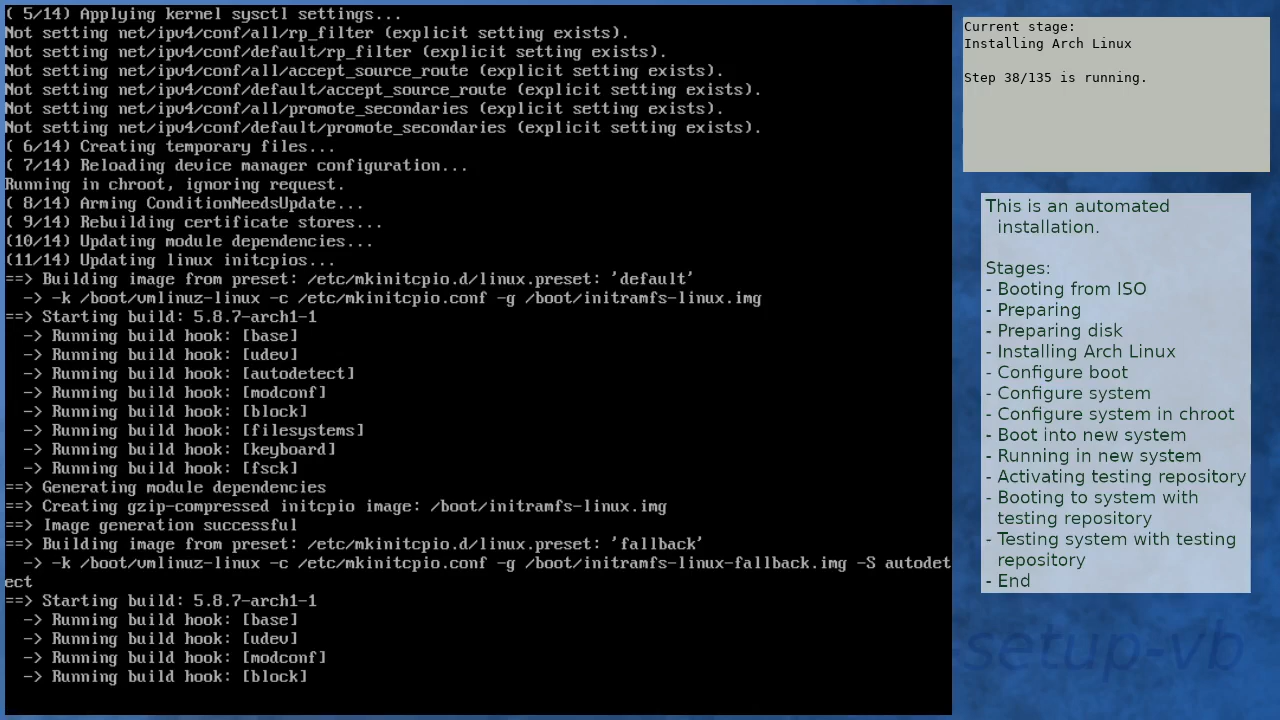 ( 5/14) Applying kernel sysctl settings...
Not setting net/ipv4/conf/all/rp_filter (explicit setting exists).
Not setting net/ipv4/conf/default/rp_filter (explicit setting exists).
Not setting net/ipv4/conf/all/accept_source_route (explicit setting exists).
Not setting net/ipv4/conf/default/accept_source_route (explicit setting exists).
Not setting net/ipv4/conf/all/promote_secondaries (explicit setting exists).
Not setting net/ipv4/conf/default/promote_secondaries (explicit setting exists).
( 6/14) Creating temporary files...
( 7/14) Reloading device manager configuration...
Running in chroot, ignoring request.
( 8/14) Arming ConditionNeedsUpdate...
( 9/14) Rebuilding certificate stores...
(10/14) Updating module dependencies...
(11/14) Updating linux initcpios...
==> Building image from preset: /etc/mkinitcpio.d/linux.preset: 'default'
  -> -k /boot/vmlinuz-linux -c /etc/mkinitcpio.conf -g /boot/initramfs-linux.img
==> Starting build: 5.8.7-arch1-1
  -> Running build hook: [base]
  -> Running build hook: [udev]
  -> Running build hook: [autodetect]
  -> Running build hook: [modconf]
  -> Running build hook: [block]
  -> Running build hook: [filesystems]
  -> Running build hook: [keyboard]
  -> Running build hook: [fsck]
==> Generating module dependencies
==> Creating gzip-compressed initcpio image: /boot/initramfs-linux.img
==> Image generation successful
==> Building image from preset: /etc/mkinitcpio.d/linux.preset: 'fallback'
  -> -k /boot/vmlinuz-linux -c /etc/mkinitcpio.conf -g /boot/initramfs-linux-fallback.img -S autodet
ect
==> Starting build: 5.8.7-arch1-1
  -> Running build hook: [base]
  -> Running build hook: [udev]
  -> Running build hook: [modconf]
  -> Running build hook: [block]
Current stage:
Installing Arch Linux
Step 38/135 is running.
This is an automated
installation.
Stages:
- Booting from ISO
- Preparing
- Preparing disk
- Installing Arch Linux
- Configure boot
- Configure system
- Configure system in chroot
- Boot into new system
- Running in new system
- Activating testing repository
- Booting to system with
testing repository
- Testing system with testing
repository
- End
setup-vb